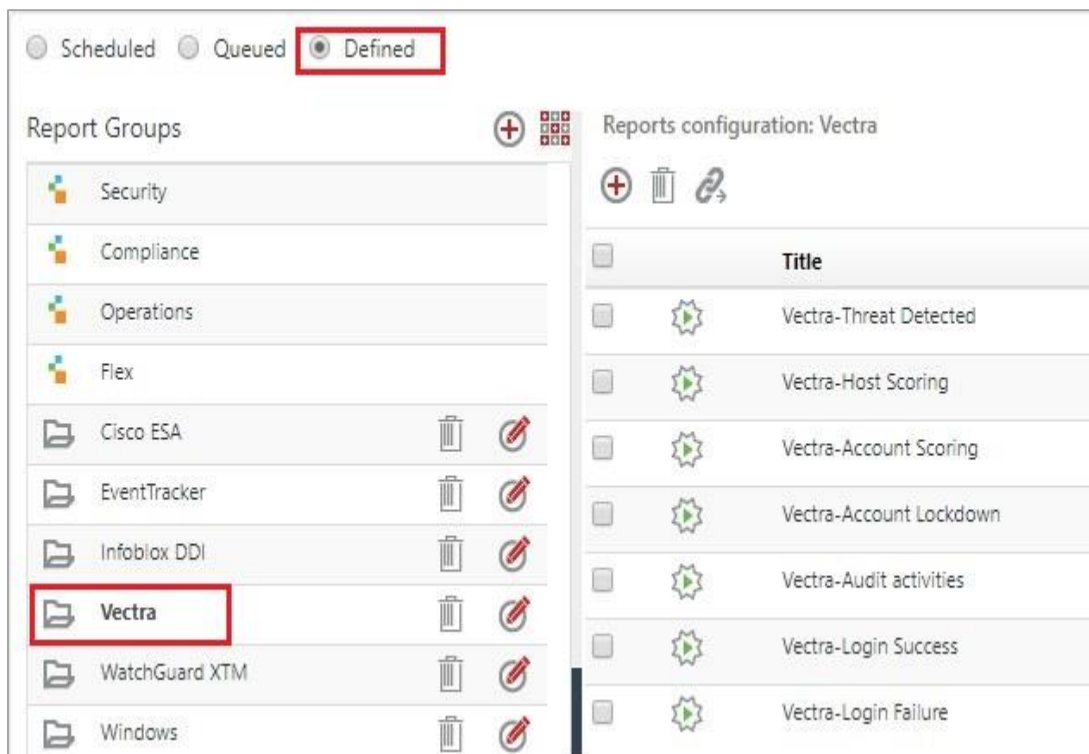 Scheduled Queued Defined
Report Groups
Security
Compliance
Operations
Flex
Cisco ESA
EventTracker
Infoblox DDI
Vectra
WatchGuard XTM
Windows
Reports configuration: Vectra
Title
Vectra-Threat Detected
Vectra-Host Scoring
Vectra-Account Scoring
Vectra-Account Lockdown
Vectra-Audit activities
Vectra-Login Success
Vectra-Login Failure